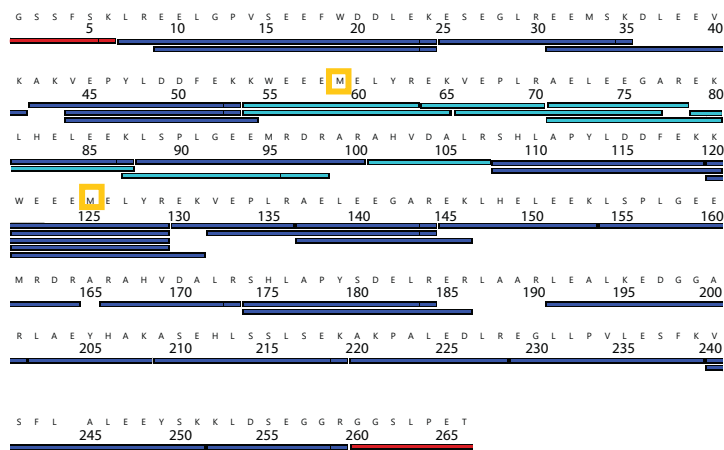 G S S F S K L R E E L G P V S E E F W D D L E K E S E G L R E E M S K D L E E V
5 10 15 20 25 30 35 40
K A K V E P Y L D D F E K K W E E E M E L Y R E K V E P L R A E L E E G A R E K
45 50 55 60 65 70 75 80
L H E L E E K L S P L G E E M R D R A R A H V D A L R S H L A P Y L D D F E K K
85 90 95 100 105 110 115 120
W E E E M E L Y R E K V E P L R A E L E E G A R E K L H E L E E K L S P L G E E
125 130 135 140 145 150 155 160
M R D R A R A H V D A L R S H L A P Y S D E L R E R L A A R L E A L K E D G G A
165 170 175 180 185 190 195 200
R L A E Y H A K A S E H L S S L S E K A K P A L E D L R E G L L P V L E S F K V
205 210 215 220 225 230 235 240
S F L A L E E Y S K K L D S E G G R G G S L P E T
245 250 255 260 265